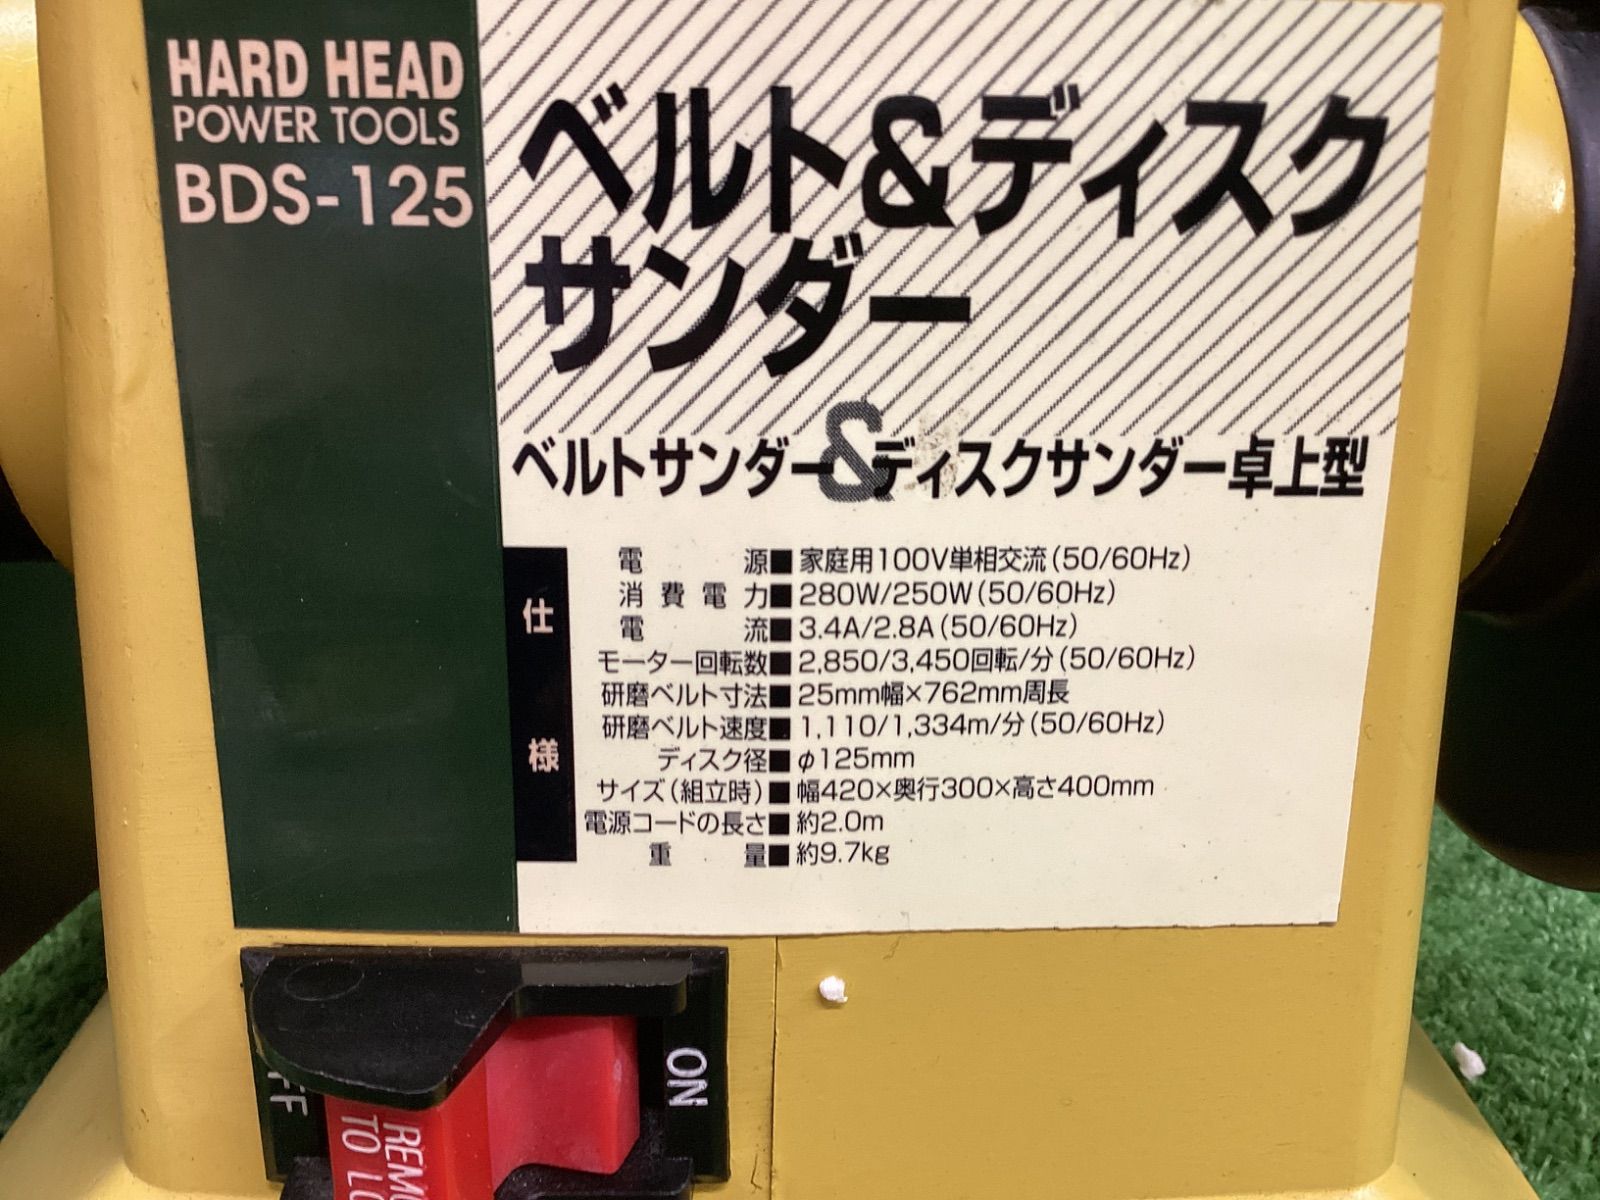 HARD HEAD
POWER TOOLS
BDS-125
ベルト&ディスク
サンダー
ベルトサンダー&ディスクサンダー卓上型
仕様
電源■家庭用100V単相交流(50/60Hz)
消費電力■280W/250W(50/60Hz)
電流■3.4A/2.8A(50/60Hz)
モーター回転数■2,850/3,450回転/分(50/60Hz)
研磨ベルト寸法■25mm幅×762mm周長
研磨ベルト速度■1,110/1,334m/分(50/60Hz)
ディスク径■φ125mm
サイズ(組立時)■幅420×奥行300×高さ400mm
電源コードの長さ■約2.0m
重量■約9.7kg
ON
TO